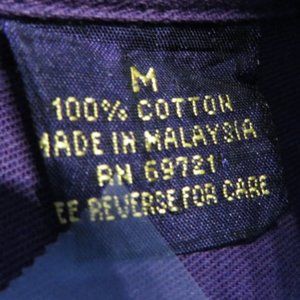 M
100% COTTON
MADE IN MALAYSIA
RN 69721
EE REVERSE FOR CARE